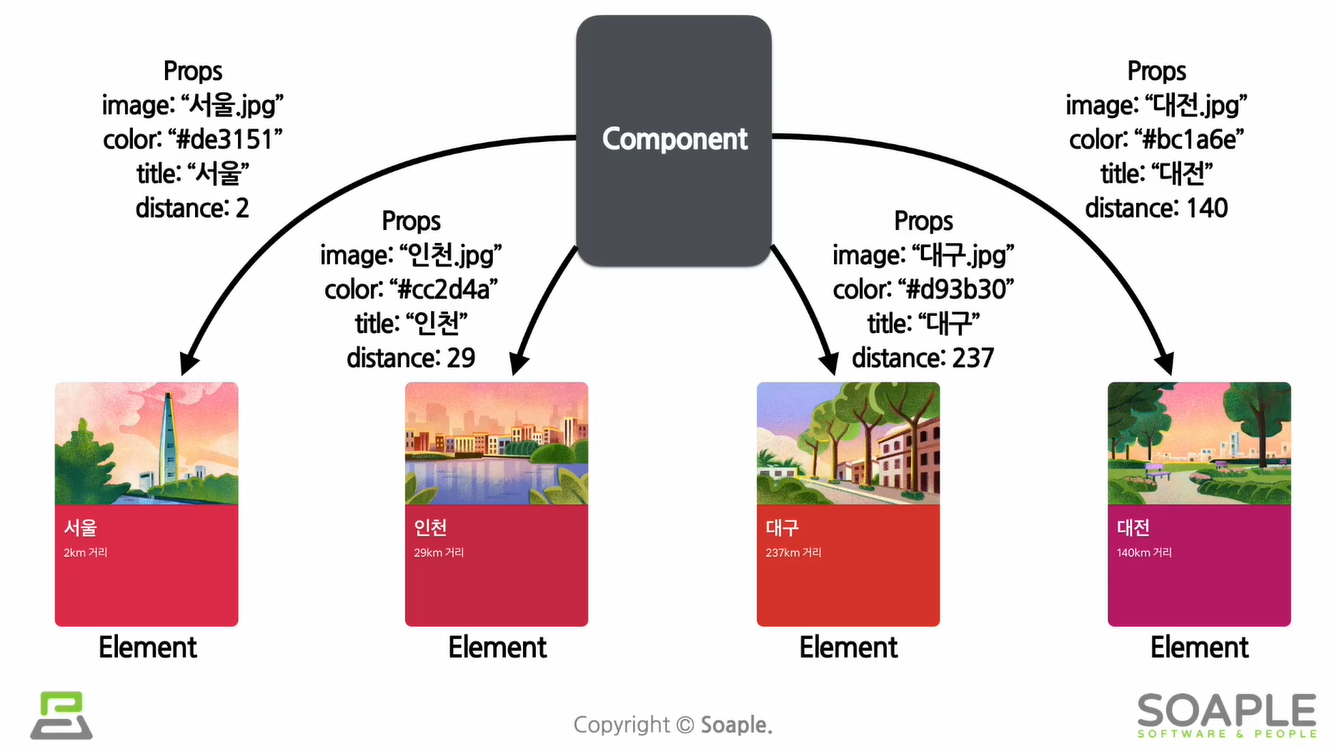 Component
Props
image: “서울.jpg”
color: “#de3151”
title: “서울”
distance: 2
Props
image: “인천.jpg”
color: “#cc2d4a”
title: “인천”
distance: 29
Props
image: “대구.jpg”
color: “#d93b30”
title: “대구”
distance: 237
Props
image: “대전.jpg”
color: “#bc1a6e”
title: “대전”
distance: 140
서울
2km 거리
Element
인천
29km 거리
Element
대구
237km 거리
Element
대전
140km 거리
Element
Copyright © Soaple.
SOAPLE
SOFTWARE & PEOPLE